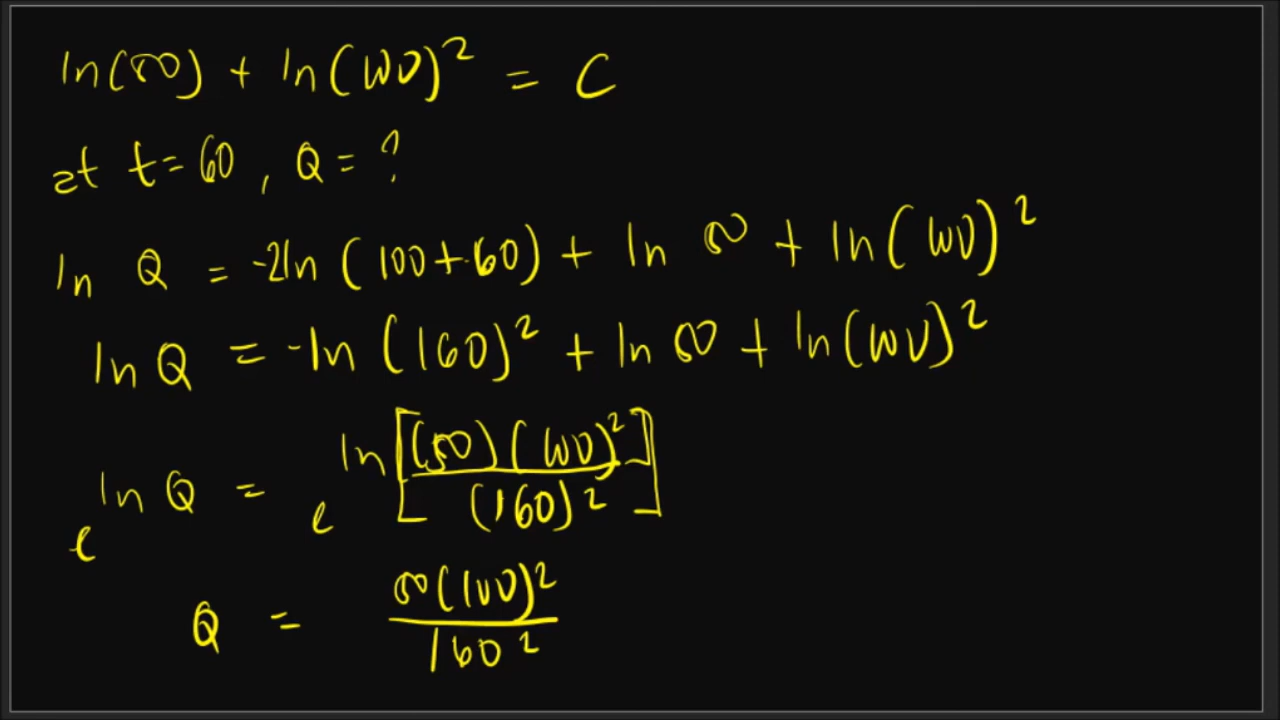 ln(50) + ln(100)² = C
at t = 60, Q = ?
ln Q = -2ln (100+60) + ln 50 + ln(100)²
ln Q = -ln (160)² + ln 50 + ln(100)²
e^(ln Q) = e^(ln[(50)(100)²/(160)²])
Q = 50(100)²/160²